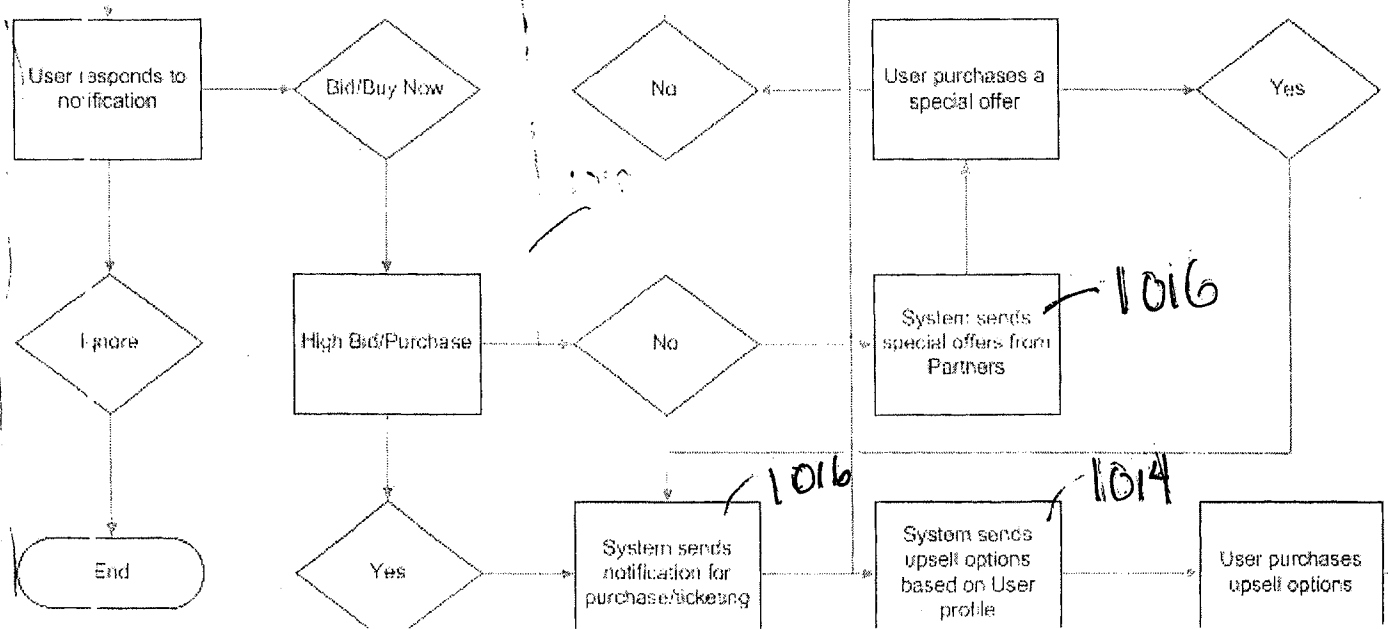 User responds to
notification
Bid/Buy Now
No
User purchases a
special offer
Yes
Ignore
High Bid/Purchase
No
System sends
special offers from
Partners
1016
End
Yes
System sends
notification for
purchase/ticketing
1016
System sends
upsell options
based on User
profile
1014
User purchases
upsell options